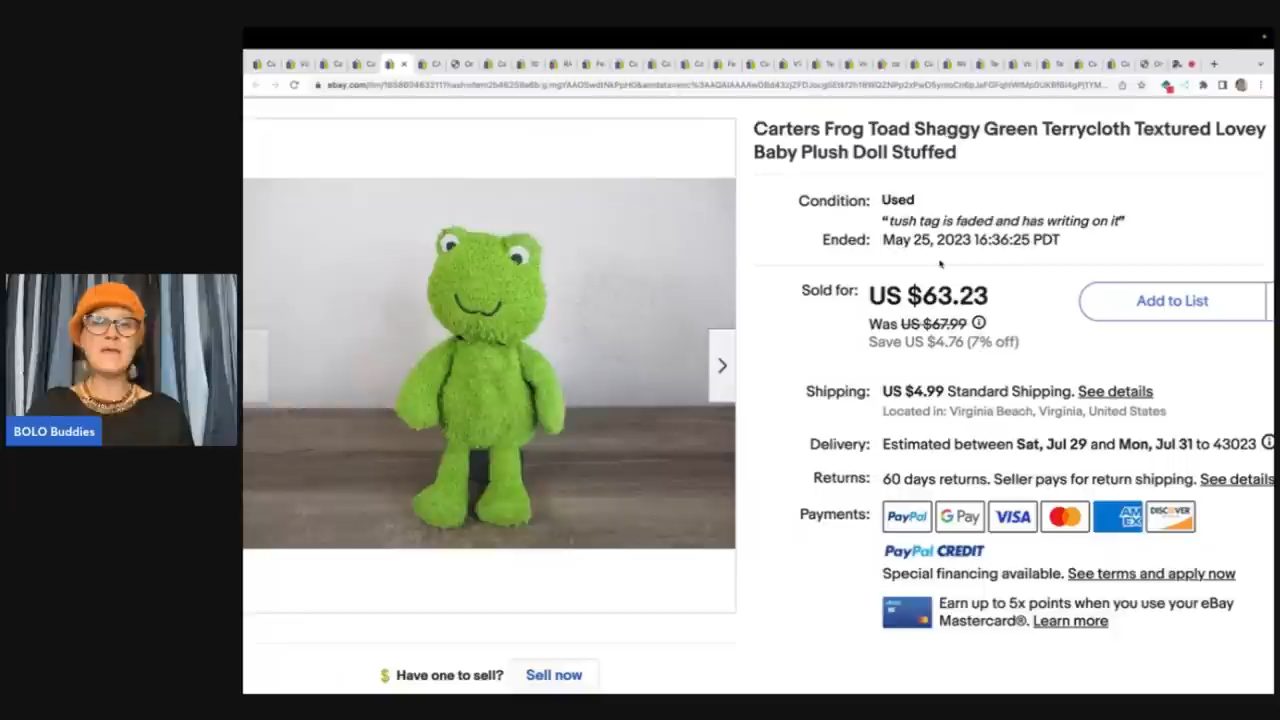 Carters Frog Toad Shaggy Green Terrycloth Textured Lovey
Baby Plush Doll Stuffed
Condition: Used
“tush tag is faded and has writing on it”
Ended: May 25, 2023 16:36:25 PDT
Sold for: US $63.23
Add to List
Was US $67.99
Save US $4.76 (7% off)
Shipping: US $4.99 Standard Shipping. See details
Located in: Virginia Beach, Virginia, United States
BOLO Buddies
Delivery: Estimated between Sat, Jul 29 and Mon, Jul 31 to 43023
Returns: 60 days returns. Seller pays for return shipping. See details
Payments: PayPal G Pay VISA AM EX DISCOVER
PayPal CREDIT
Special financing available. See terms and apply now
Earn up to 5x points when you use your eBay
Mastercard®. Learn more
Have one to sell? Sell now